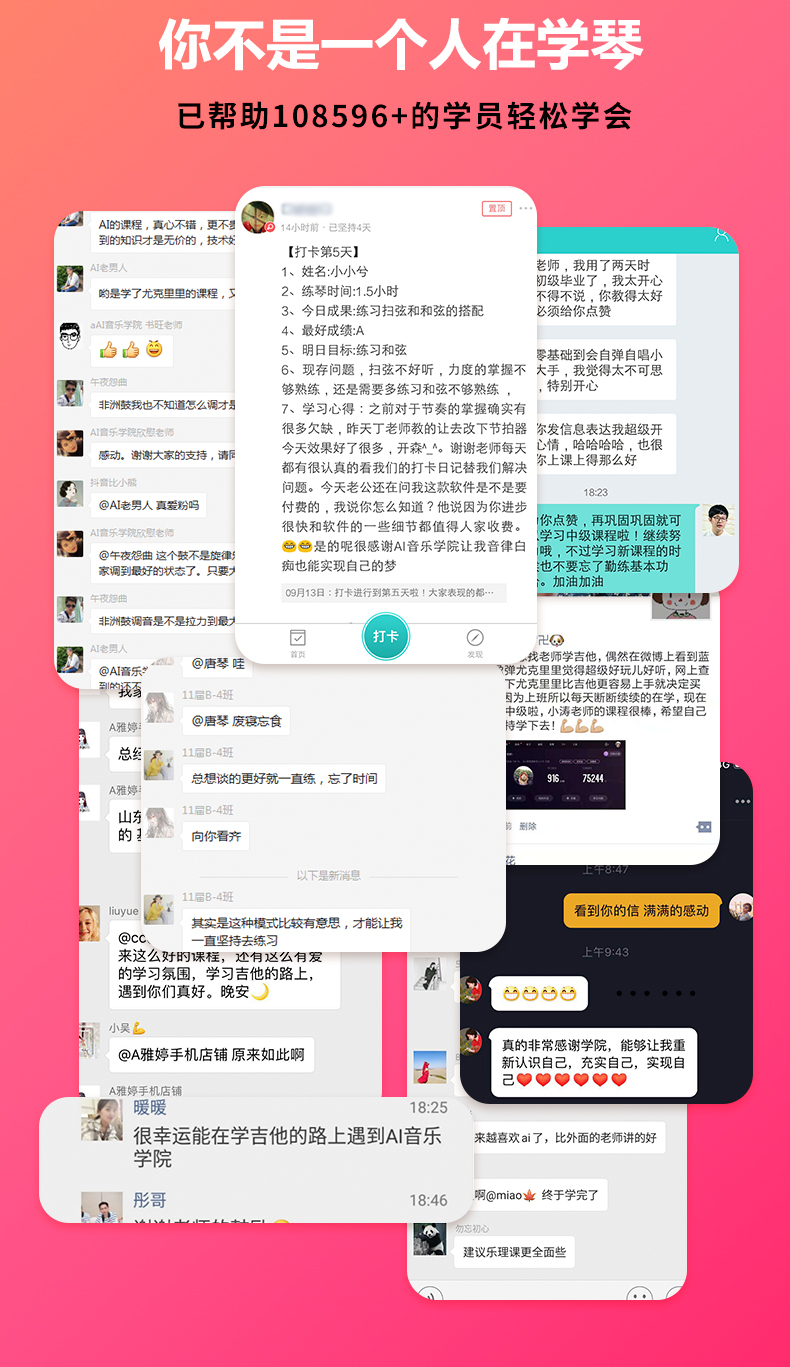 你不是一个人在学琴
已帮助108596+的学员轻松学会
AI的课程，真心不错，更不贵
到的知识才是无价的，技术好
AI老男人
哟是学了尤克里里的课程，又
aAI音乐学院 书旺老师
👍👍😄
午夜怨曲
非洲鼓我也不知道怎么调才是
AI音乐学院欣慰老师
感动。谢谢大家的支持，请同
抖音比小熊
@AI老男人 真爱粉吗
AI音乐学院欣慰老师
@午夜怨曲 这个鼓不是旋律乐
家调到最好的状态了。只要大
午夜怨曲
非洲鼓调音是不是拉力到最大
AI老男人
@AI音乐
到的还不
14小时前 · 已坚持4天
置顶
【打卡第5天】
1、姓名:小小兮
2、练琴时间:1.5小时
3、今日成果:练习扫弦和和弦的搭配
4、最好成绩:A
5、明日目标:练习和弦
6、现存问题，扫弦不好听，力度的掌握不
够熟练，还是需要多练习和弦不够熟练 ，
7、学习心得：之前对于节奏的掌握确实有
很多欠缺，昨天丁老师教的让去改下节拍器
今天效果好了很多，开森^_^。谢谢老师每天
都有很认真的看我们的打卡日记替我们解决
问题。今天老公还在问我这款软件是不是要
付费的，我说你怎么知道？他说因为你进步
很快和软件的一些细节都值得人家收费。
😁😁是的呢很感谢AI音乐学院让我音律白
痴也能实现自己的梦
09月13日：打卡进行到第五天啦！大家表现的都…
首页
打卡
发现
老师，我用了两天时
初级毕业了，我太开心
不得不说，你教得太好
必须给你点赞
零基础到会自弹自唱小
大手，我觉得太不可思
，特别开心
你发信息表达我超级开
心情，哈哈哈哈，也很
你上课上得那么好
18:23
为你点赞，再巩固巩固就可
学习中级课程啦！继续努
力哦，不过学习新课程的时
也不要忘了勤练基本功
。加油加油
卍🐶
我老师学吉他，偶然在微博上看到蓝
弹尤克里里觉得超级好玩儿好听，网上查
下尤克里里比吉他更容易上手就决定买
因为上班所以每天断断续续的在学，现在
中级啦，小涛老师的课程很棒，希望自己
持学下去！💪💪💪💪
916
75244
前 删除
花
@唐琴 哇
11届B-4班
@唐琴 废寝忘食
11届B-4班
总想谈的更好就一直练，忘了时间
11届B-4班
向你看齐
以下是新消息
11届B-4班
其实是这种模式比较有意思，才能让我
一直坚持去练习
我家
A雅婷手
总经
A雅婷手
山东
的 基
liuyue
@co
来这么好的课程， 还有这么有爱
的学习氛围，学习吉他的路上，
遇到你们真好。晚安🌙
小吴💪
@A雅婷手机店铺 原来如此啊
A雅婷手机店铺
4G
上午8:47
看到你的信 满满的感动
上午9:43
😁😁😁😁
真的非常感谢学院，能够让我重
新认识自己，充实自己，实现自
己❤️❤️❤️❤️❤️❤️
暖暖
18:25
很幸运能在学吉他的路上遇到AI音乐
学院
彤哥
18:46
谢谢老师的鼓励
来越喜欢ai了，比外面的老师讲的好
啊@miao🍁 终于学完了
勿忘初心
建议乐理课更全面些